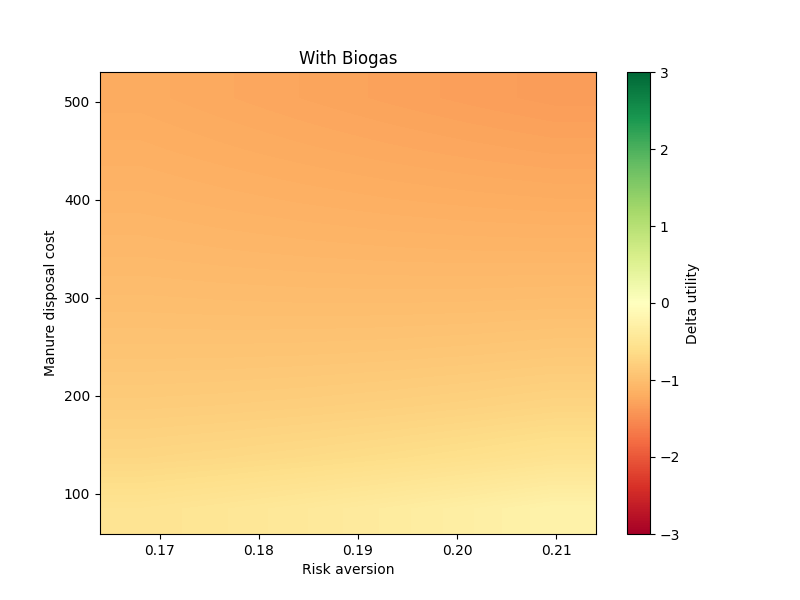 With Biogas
500
400
300
200
100
Manure disposal cost
0.17 0.18 0.19 0.20 0.21
Risk aversion
3
2
1
0
−1
−2
−3
Delta utility